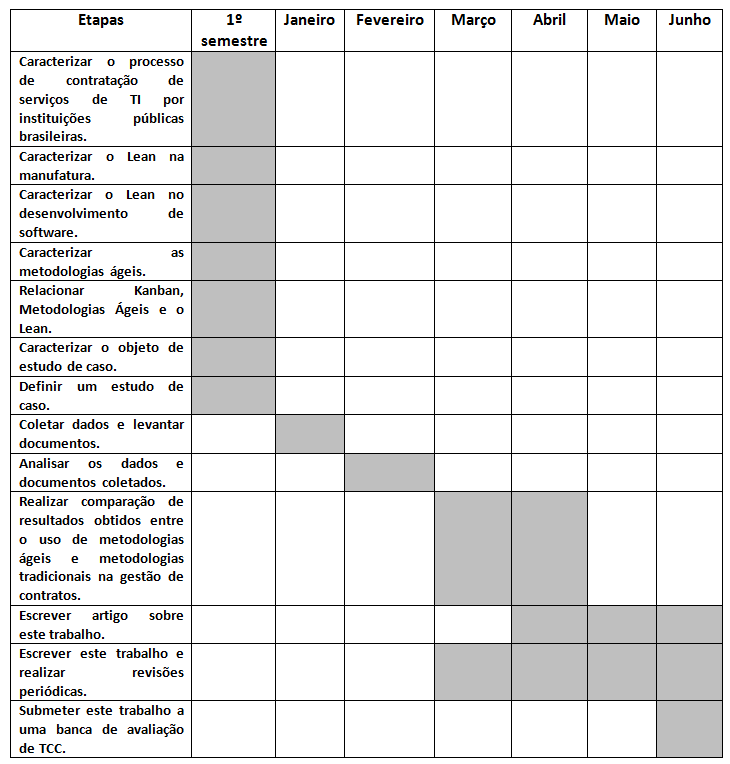 Etapas 1º semestre Janeiro Fevereiro Março Abril Maio Junho
Caracterizar o processo
de contratação de
serviços de TI por
instituições públicas
brasileiras.
Caracterizar o Lean na
manufatura.
Caracterizar o Lean no
desenvolvimento de
software.
Caracterizar as
metodologias ágeis.
Relacionar Kanban,
Metodologias Ágeis e o
Lean.
Caracterizar o objeto de
estudo de caso.
Definir um estudo de
caso.
Coletar dados e levantar
documentos.
Analisar os dados e
documentos coletados.
Realizar comparação de
resultados obtidos entre
o uso de metodologias
ágeis e metodologias
tradicionais na gestão de
contratos.
Escrever artigo sobre
este trabalho.
Escrever este trabalho e
realizar revisões
periódicas.
Submeter este trabalho a
uma banca de avaliação
de TCC.